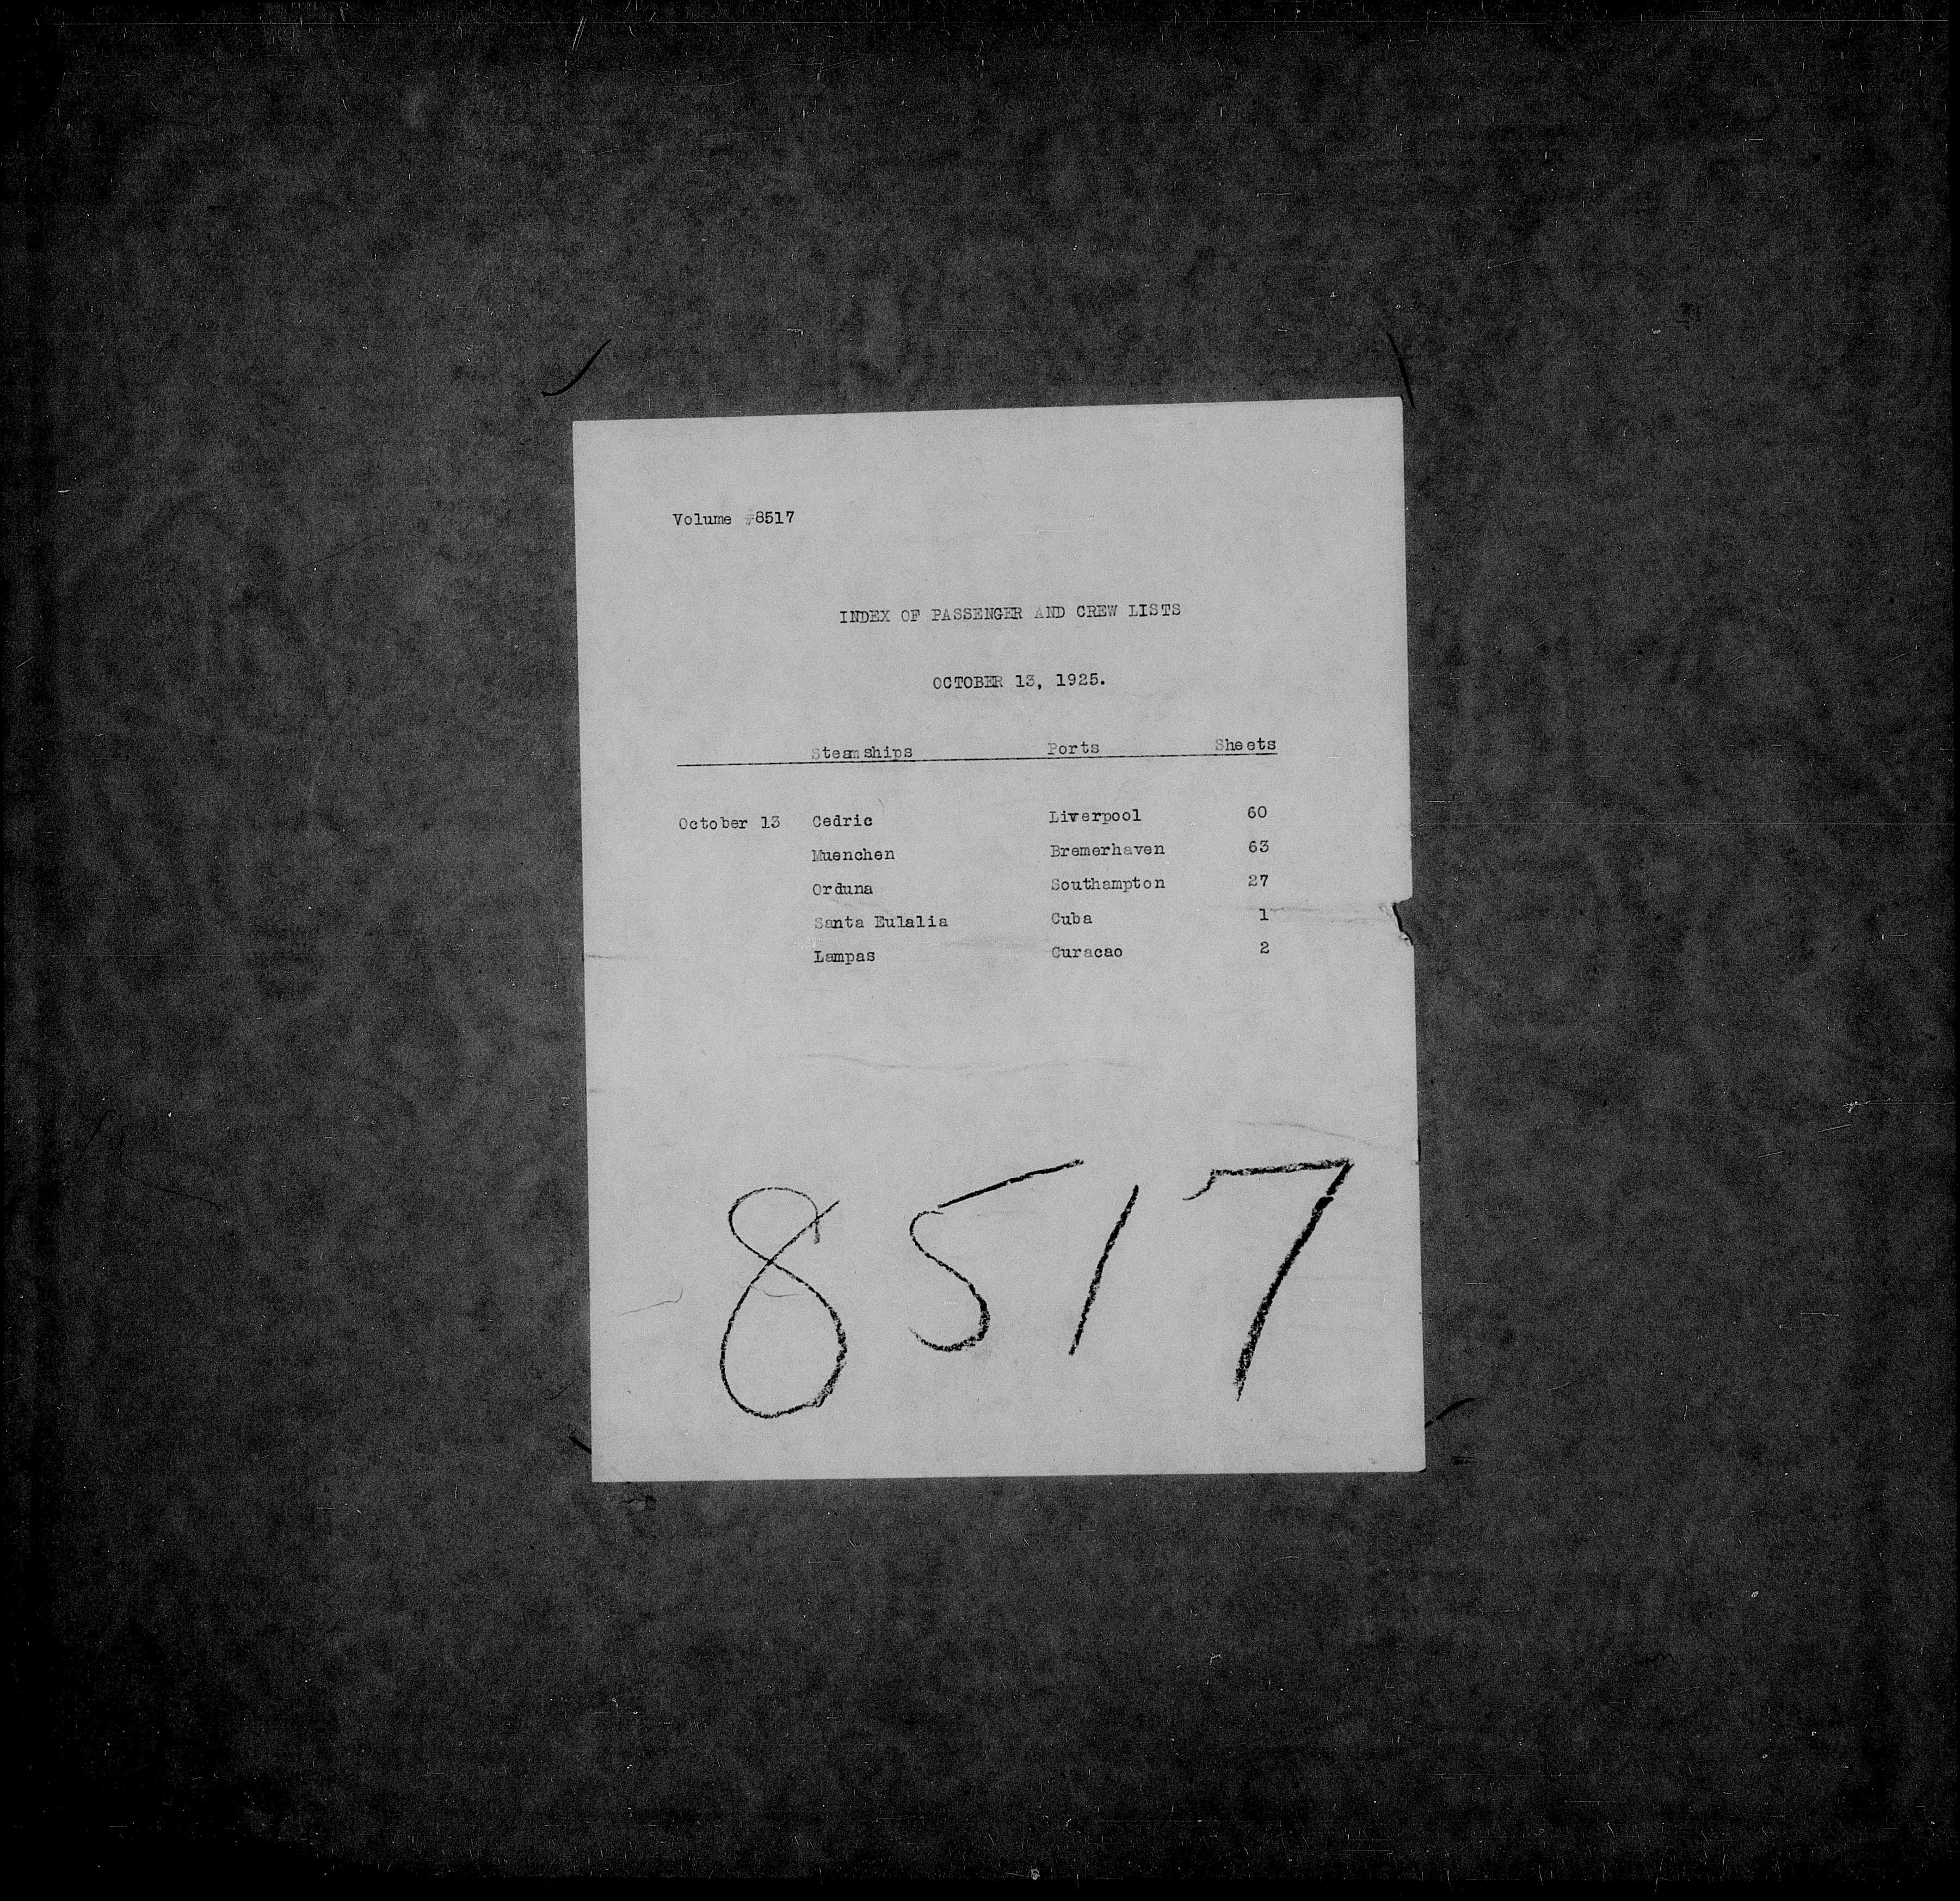 Volume #8517
INDEX OF PASSENGER AND CREW LISTS
OCTOBER 13, 1925.
Steamships Ports Sheets
October 13 Cedric Liverpool 60
Muenchen Bremerhaven 63
Orduna Southampton 27
Santa Eulalia Cuba 1
Lampas Curacao 2
8517